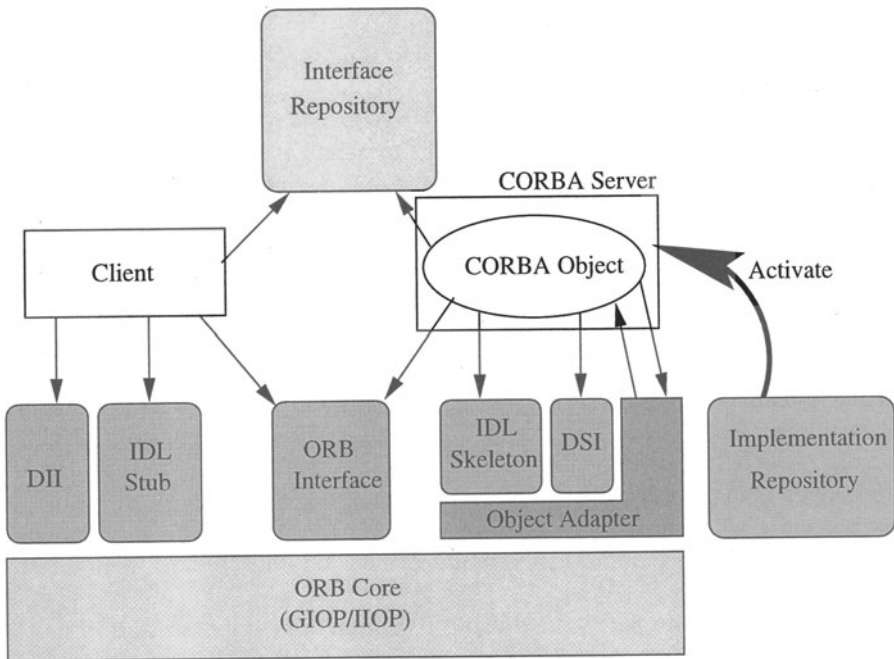 Interface
Repository
CORBA Server
Client
CORBA Object
Activate
DII
IDL
Stub
ORB
Interface
IDL
Skeleton
DSI
Object Adapter
Implementation
Repository
ORB Core
(GIOP/IIOP)